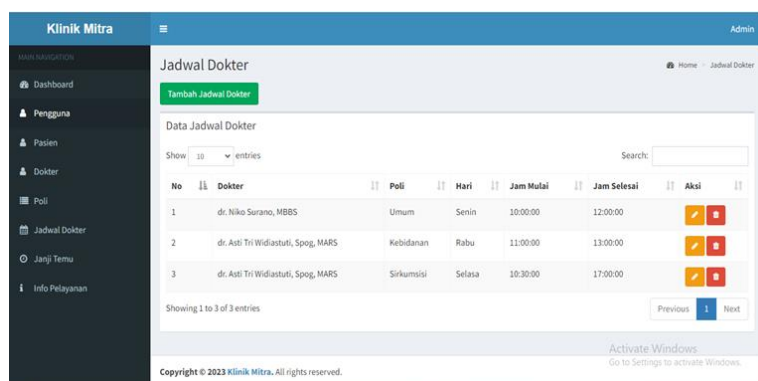 Klinik Mitra
Admin
MAIN NAVIGATION
Dashboard
Pengguna
Pasien
Dokter
Poli
Jadwal Dokter
Janji Temu
Info Pelayanan
Jadwal Dokter
Home > Jadwal Dokter
Tambah Jadwal Dokter
Data Jadwal Dokter
Show 10 entries
Search:
No Dokter Poli Hari Jam Mulai Jam Selesai Aksi
1 dr. Niko Surano, MBBS Umum Senin 10:00:00 12:00:00
2 dr. Asti Tri Widiastuti, Spog, MARS Kebidanan Rabu 11:00:00 13:00:00
3 dr. Asti Tri Widiastuti, Spog, MARS Sirkumsisi Selasa 10:30:00 17:00:00
Showing 1 to 3 of 3 entries
Previous 1 Next
Activate Windows
Go to Settings to activate Windows.
Copyright © 2023 Klinik Mitra. All rights reserved.